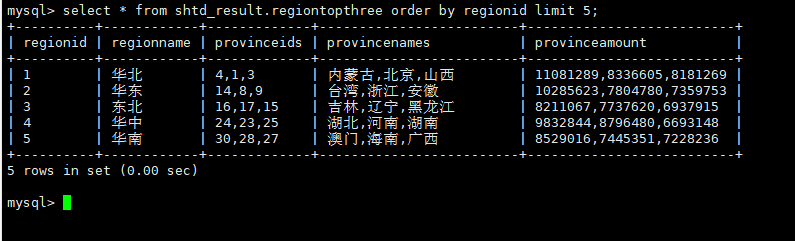 mysql> select * from shtd_result.regiontopthree order by regionid limit 5;
+----------+------------+-------------+----------------------+--------------------------+
| regionid | regionname | provinceids | provincenames | provinceamount |
+----------+------------+-------------+----------------------+--------------------------+
| 1 | 华北 | 4,1,3 | 内蒙古,北京,山西 | 11081289,8336605,8181269 |
| 2 | 华东 | 14,8,9 | 台湾,浙江,安徽 | 10285623,7804780,7359753 |
| 3 | 东北 | 16,17,15 | 吉林,辽宁,黑龙江 | 8211067,7737620,6937915 |
| 4 | 华中 | 24,23,25 | 湖北,河南,湖南 | 9832844,8796480,6693148 |
| 5 | 华南 | 30,28,27 | 澳门,海南,广西 | 8529016,7445351,7228236 |
+----------+------------+-------------+----------------------+--------------------------+
5 rows in set (0.00 sec)
mysql>